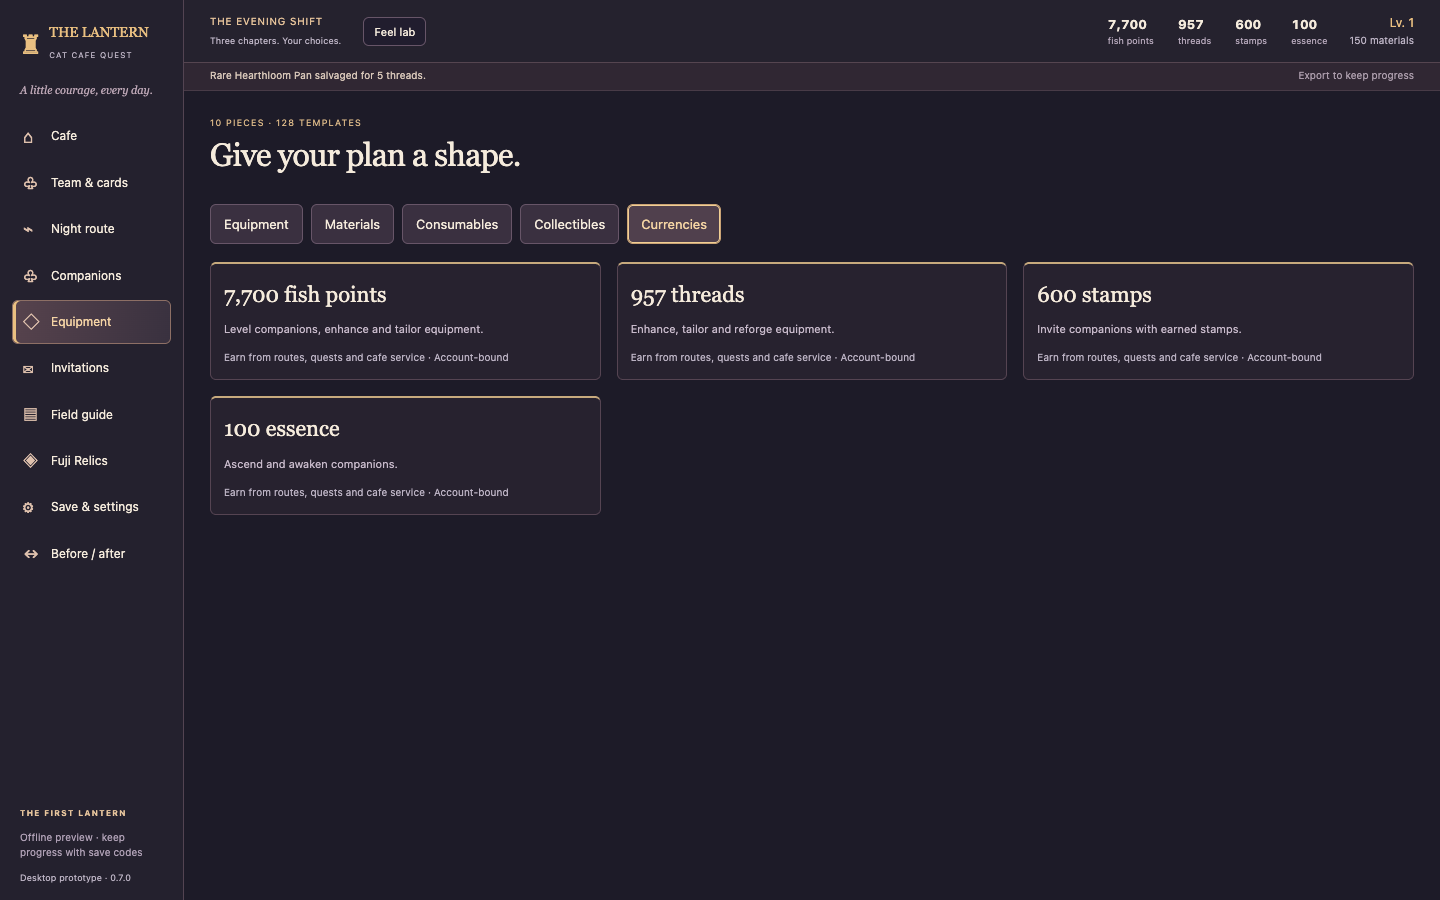 THE LANTERN
CAT CAFE QUEST
A little courage, every day.
Cafe
Team & cards
Night route
Companions
Equipment
Invitations
Field guide
Fuji Relics
Save & settings
Before / after
THE FIRST LANTERN
Offline preview · keep
progress with save codes
Desktop prototype · 0.7.0
THE EVENING SHIFT
Three chapters. Your choices.
Feel lab
7,700
fish points
957
threads
600
stamps
100
essence
Lv. 1
150 materials
Rare Hearthloom Pan salvaged for 5 threads.
Export to keep progress
10 PIECES · 128 TEMPLATES
Give your plan a shape.
Equipment
Materials
Consumables
Collectibles
Currencies
7,700 fish points
Level companions, enhance and tailor equipment.
Earn from routes, quests and cafe service · Account-bound
957 threads
Enhance, tailor and reforge equipment.
Earn from routes, quests and cafe service · Account-bound
600 stamps
Invite companions with earned stamps.
Earn from routes, quests and cafe service · Account-bound
100 essence
Ascend and awaken companions.
Earn from routes, quests and cafe service · Account-bound